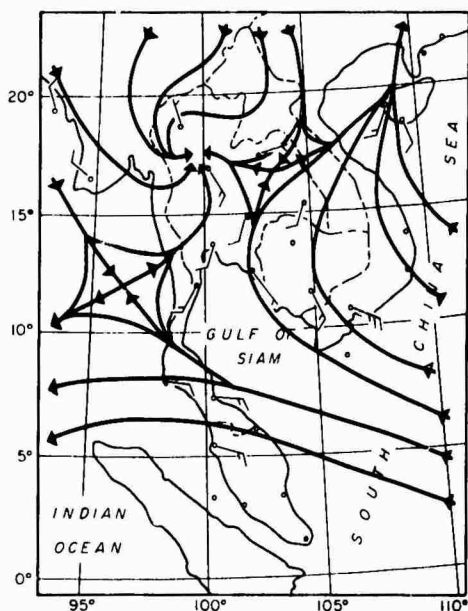 20°
15°
10°
5°
0°
95°
100°
105°
110°
GULF OF
SIAM
SOUTH
CHINA
SEA
INDIAN
OCEAN